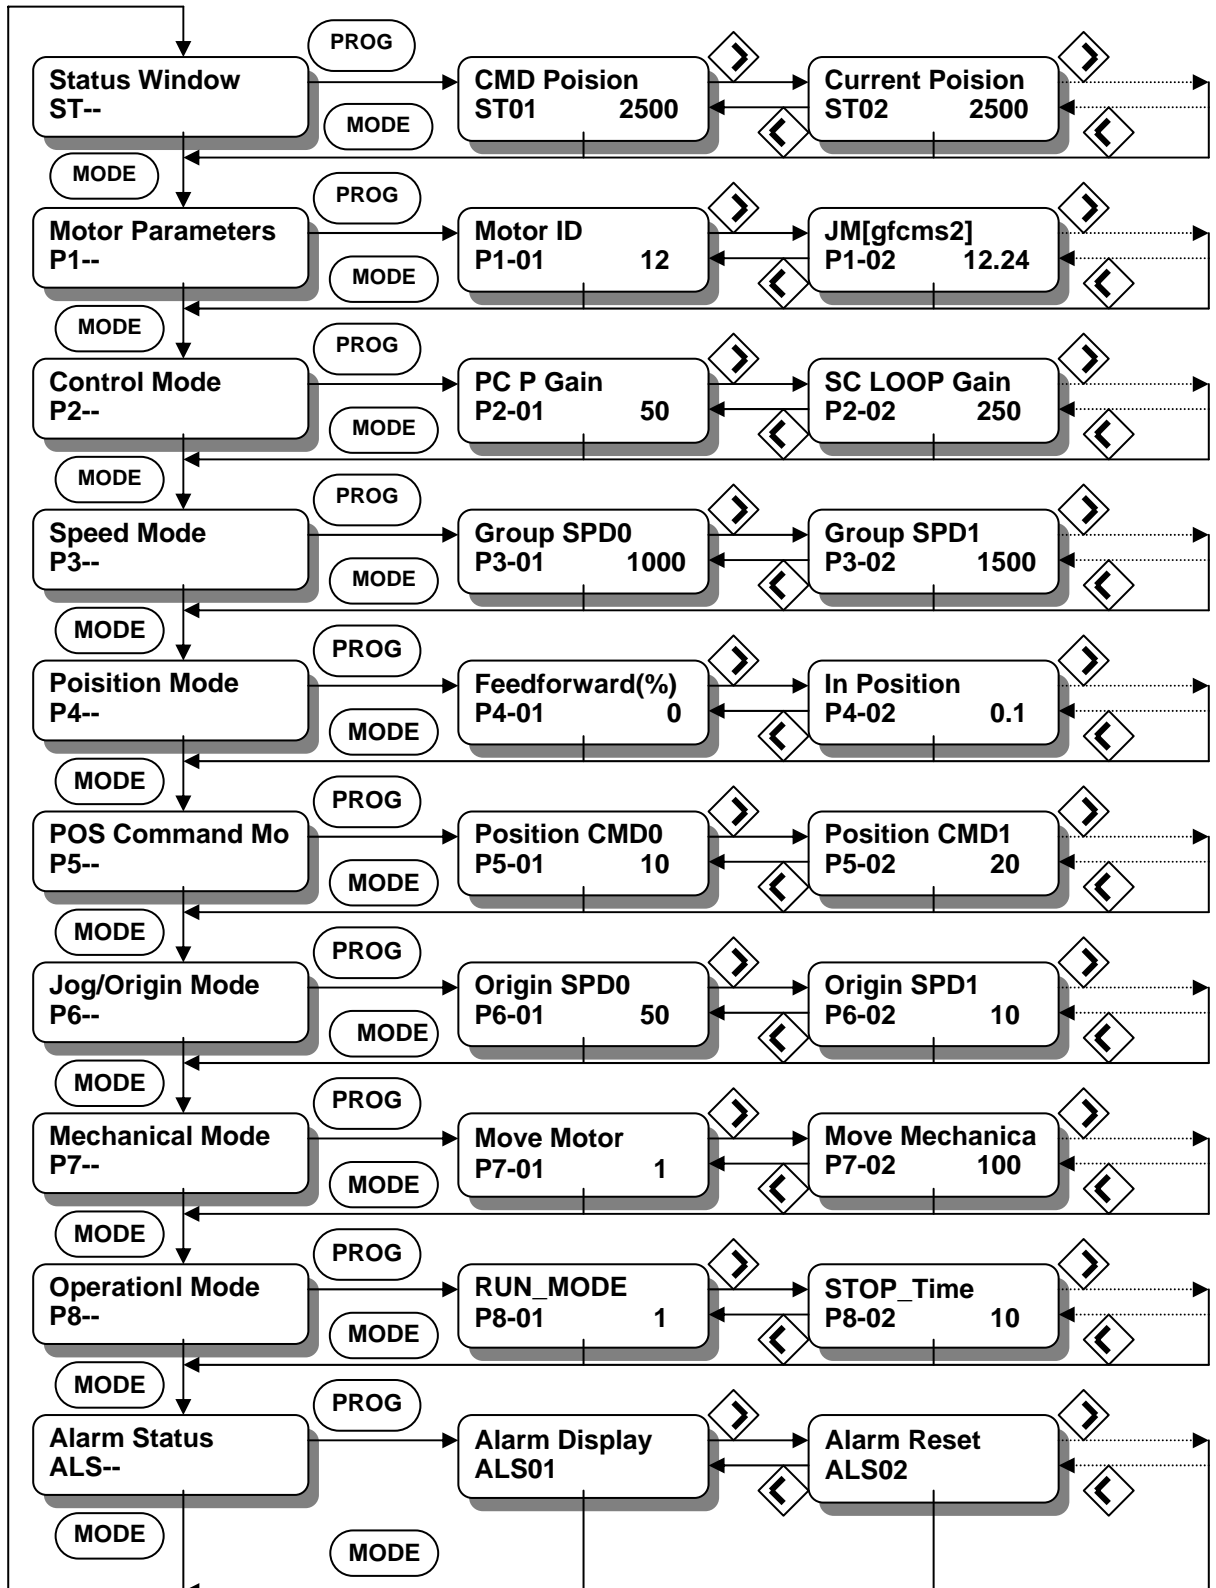 PROG
Status Window
ST--
CMD Poision
ST01 2500
Current Poision
ST02 2500
MODE
MODE
PROG
Motor Parameters
P1--
Motor ID
P1-01 12
JM[gfcms2]
P1-02 12.24
MODE
MODE
PROG
Control Mode
P2--
PC P Gain
P2-01 50
SC LOOP Gain
P2-02 250
MODE
MODE
PROG
Speed Mode
P3--
Group SPD0
P3-01 1000
Group SPD1
P3-02 1500
MODE
MODE
PROG
Poisition Mode
P4--
Feedforward(%)
P4-01 0
In Position
P4-02 0.1
MODE
MODE
PROG
POS Command Mo
P5--
Position CMD0
P5-01 10
Position CMD1
P5-02 20
MODE
MODE
PROG
Jog/Origin Mode
P6--
Origin SPD0
P6-01 50
Origin SPD1
P6-02 10
MODE
MODE
PROG
Mechanical Mode
P7--
Move Motor
P7-01 1
Move Mechanica
P7-02 100
MODE
MODE
PROG
Operationl Mode
P8--
RUN_MODE
P8-01 1
STOP_Time
P8-02 10
MODE
MODE
PROG
Alarm Status
ALS--
Alarm Display
ALS01
Alarm Reset
ALS02
MODE
MODE